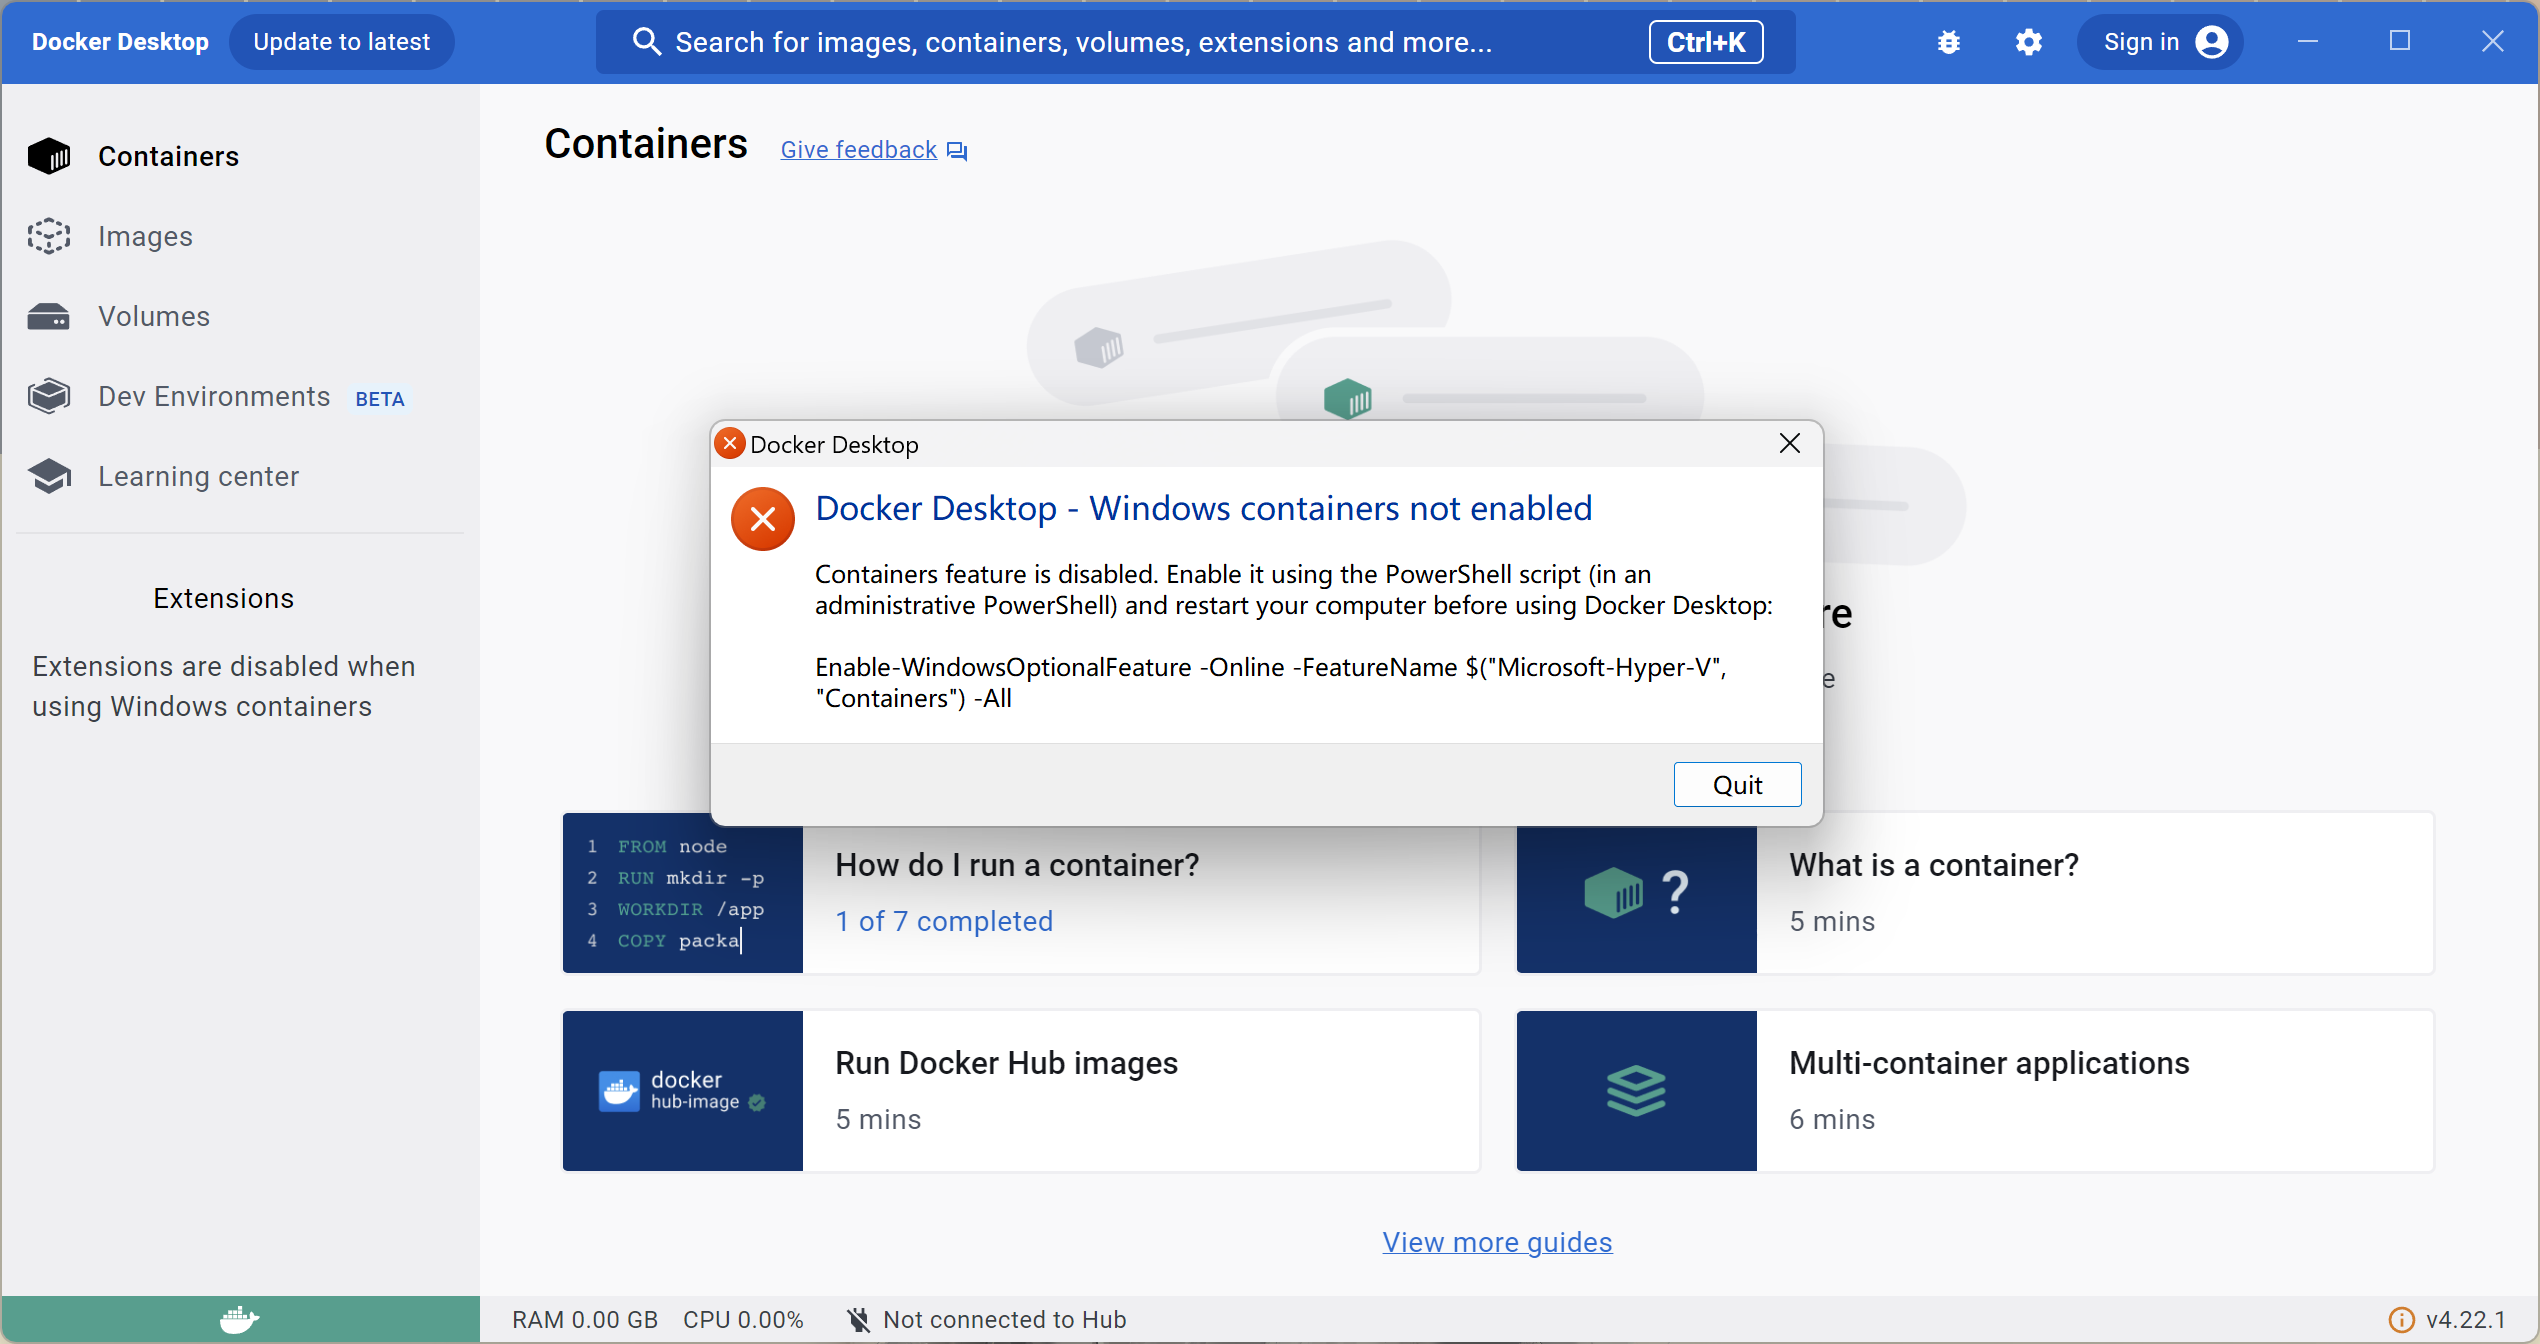 Docker Desktop
Update to latest
Search for images, containers, volumes, extensions and more...
Ctrl+K
Sign in
Containers
Images
Volumes
Dev Environments BETA
Learning center
Extensions
Extensions are disabled when
using Windows containers
Containers
Give feedback
Docker Desktop
Docker Desktop - Windows containers not enabled
Containers feature is disabled. Enable it using the PowerShell script (in an
administrative PowerShell) and restart your computer before using Docker Desktop:
Enable-WindowsOptionalFeature -Online -FeatureName $("Microsoft-Hyper-V",
"Containers") -All
Quit
1 FROM node
2 RUN mkdir -p
3 WORKDIR /app
4 COPY packa
How do I run a container?
1 of 7 completed
?
What is a container?
5 mins
docker
hub-image
Run Docker Hub images
5 mins
Multi-container applications
6 mins
View more guides
RAM 0.00 GB CPU 0.00% Not connected to Hub
v4.22.1